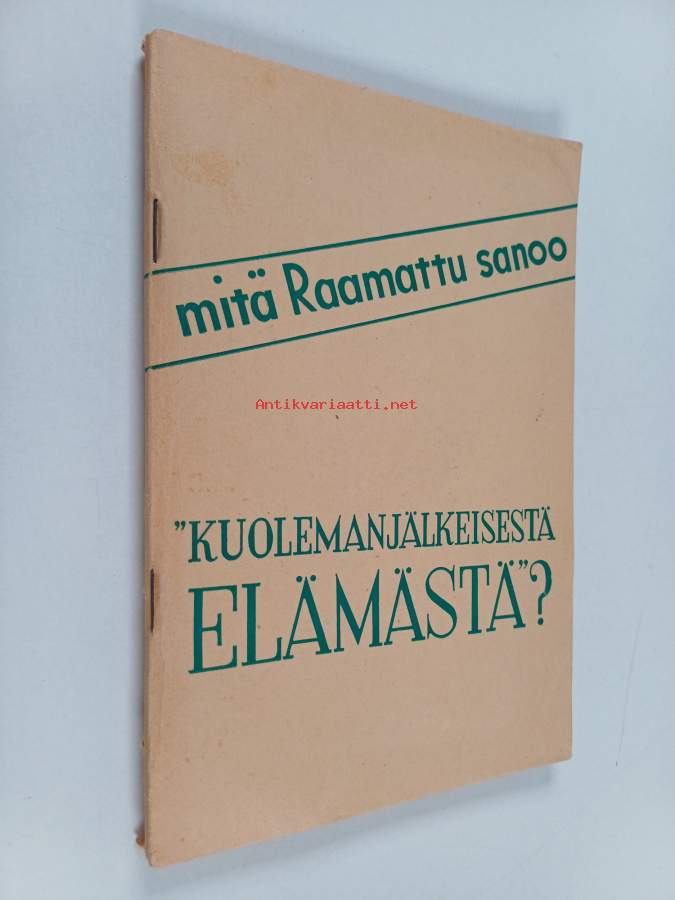 mitä Raamattu sanoo
Antikvariaatti.net
"KUOLEMANJÄLKEISESTÄ
ELÄMÄSTÄ"?